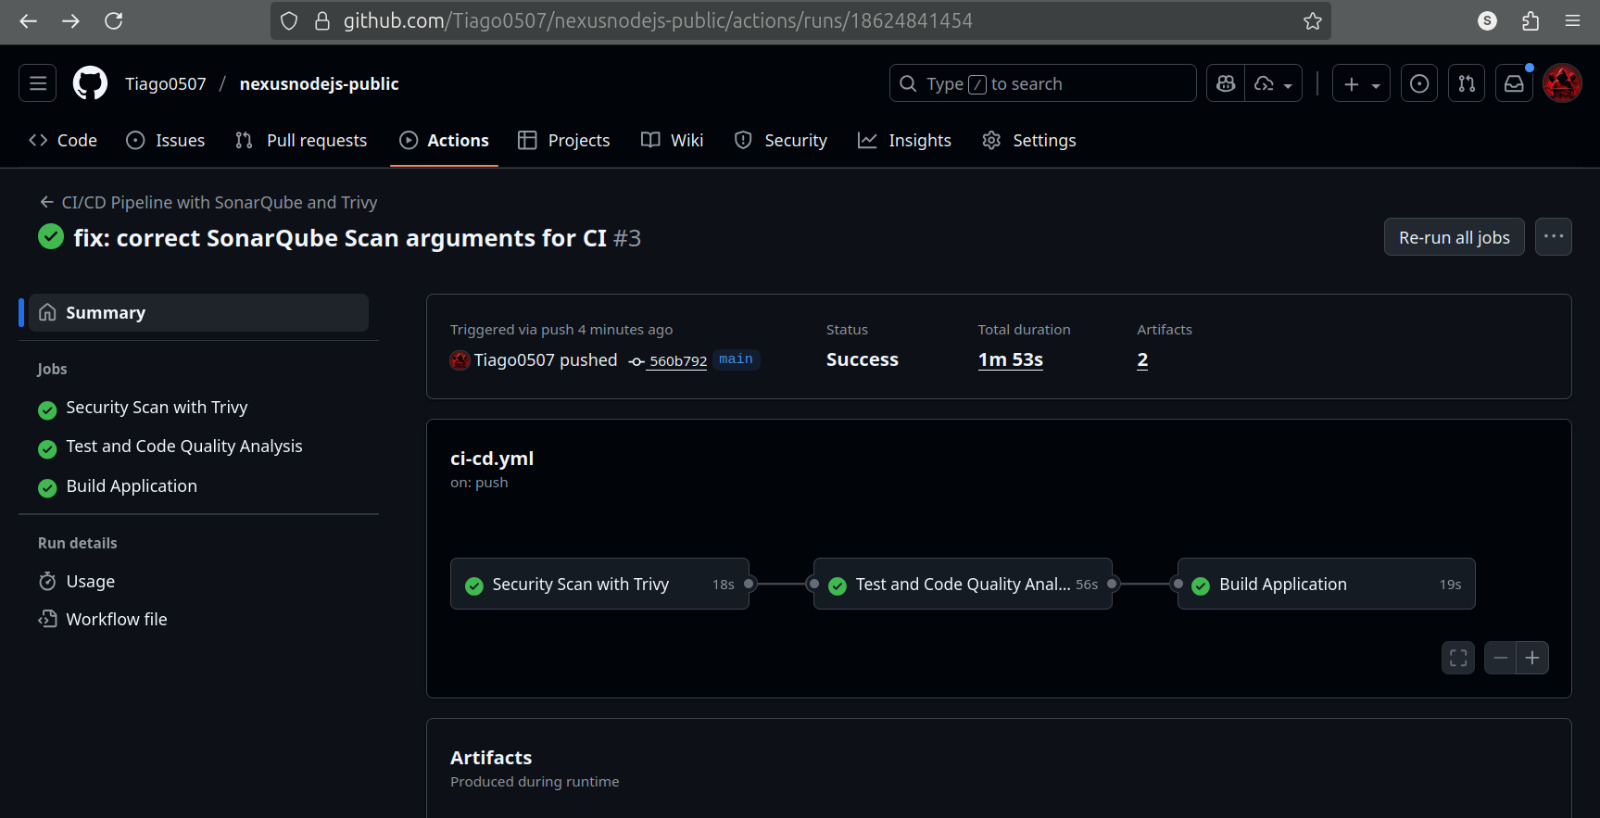 github.com/Tiago0507/nexusnodejs-public/actions/runs/18624841454
S
Tiago0507 / nexusnodejs-public
Type / to search
Code Issues Pull requests Actions Projects Wiki Security Insights Settings
← CI/CD Pipeline with SonarQube and Trivy
fix: correct SonarQube Scan arguments for CI #3
Re-run all jobs
Summary
Jobs
Security Scan with Trivy
Test and Code Quality Analysis
Build Application
Run details
Usage
Workflow file
Triggered via push 4 minutes ago
Tiago0507 pushed 560b792 main
Status
Success
Total duration
1m 53s
Artifacts
2
ci-cd.yml
on: push
Security Scan with Trivy 18s
Test and Code Quality Anal... 56s
Build Application 19s
Artifacts
Produced during runtime